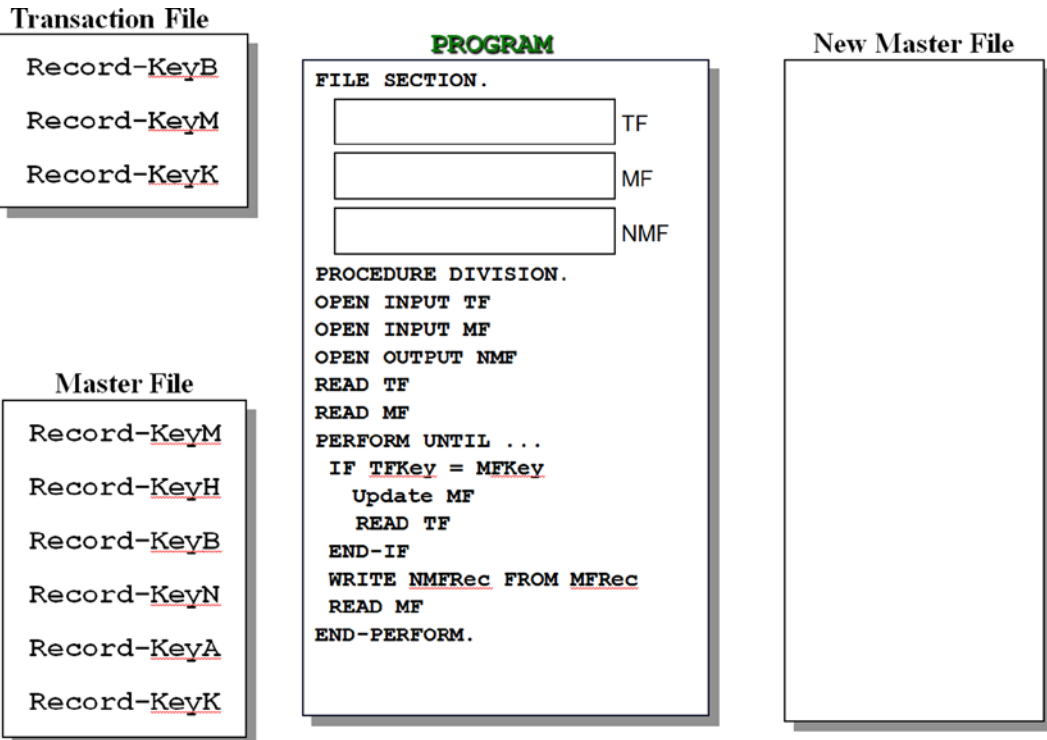 Transaction File
Record-KeyB
Record-KeyM
Record-KeyK
Master File
Record-KeyM
Record-KeyH
Record-KeyB
Record-KeyN
Record-KeyA
Record-KeyK
PROGRAM
FILE SECTION.
TF
MF
NMF
PROCEDURE DIVISION.
OPEN INPUT TF
OPEN INPUT MF
OPEN OUTPUT NMF
READ TF
READ MF
PERFORM UNTIL ...
IF TFKey = MFKey
Update MF
READ TF
END-IF
WRITE NMFRec FROM MFRec
READ MF
END-PERFORM.
New Master File